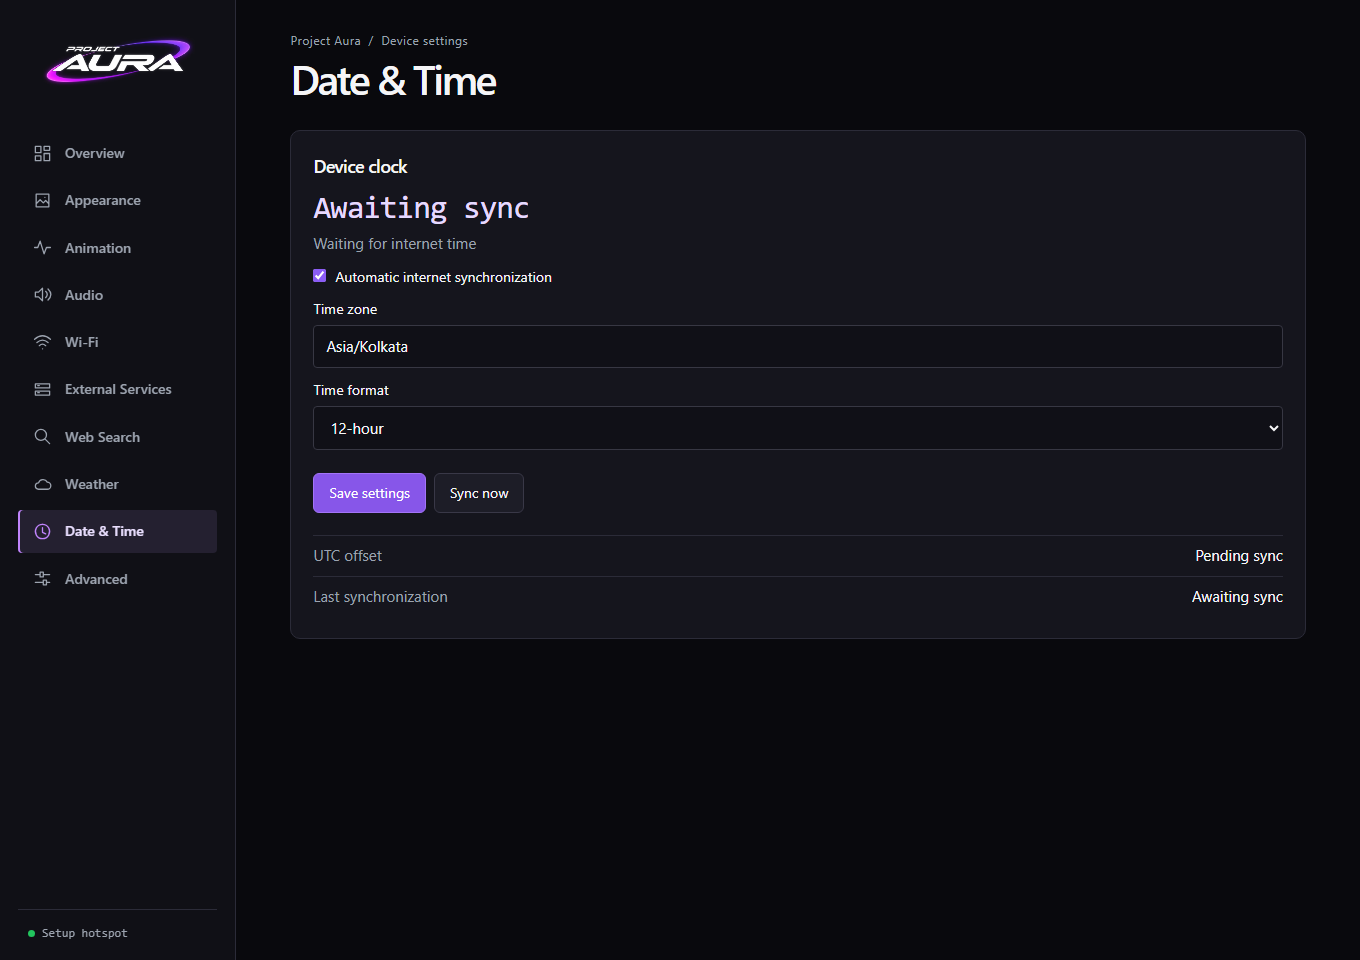 PROJECT
AURA
Overview
Appearance
Animation
Audio
Wi-Fi
External Services
Web Search
Weather
Date & Time
Advanced
Setup hotspot
Project Aura / Device settings
Date & Time
Device clock
Awaiting sync
Waiting for internet time
Automatic internet synchronization
Time zone
Asia/Kolkata
Time format
12-hour
Save settings
Sync now
UTC offset
Pending sync
Last synchronization
Awaiting sync